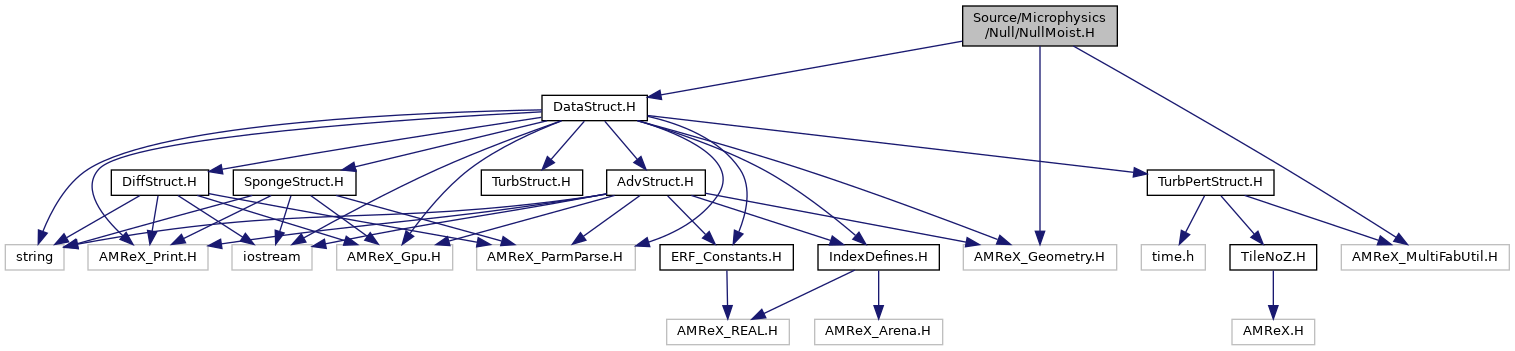 Source/Microphysics
/Null/NullMoist.H
DataStruct.H
DiffStruct.H
SpongeStruct.H
TurbStruct.H
AdvStruct.H
TurbPertStruct.H
string
AMReX_Print.H
iostream
AMReX_Gpu.H
AMReX_ParmParse.H
ERF_Constants.H
IndexDefines.H
AMReX_Geometry.H
time.h
TileNoZ.H
AMReX_MultiFabUtil.H
AMReX_REAL.H
AMReX_Arena.H
AMReX.H